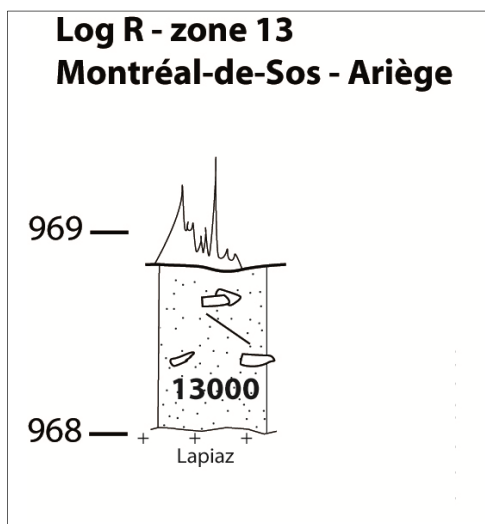 Log R - zone 13
Montréal-de-Sos - Ariège
969
13000
968
Lapiaz